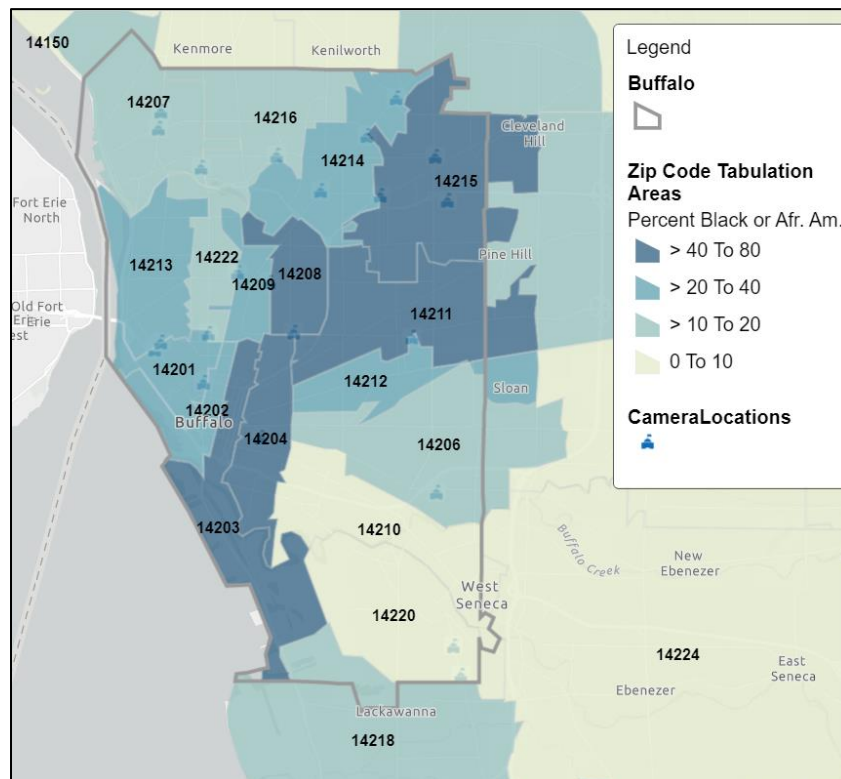 14150
Kenmore
Kenilworth
14207
14216
Cleveland
Hill
14214
14215
Fort Erie
North
14213
14222
14208
Pine Hill
14209
Old Fort
Erie
14211
14201
14212
Sloan
14202
Buffalo
14204
14206
14203
14210
Buffalo Creek
New
Ebenezer
West
Seneca
14220
14224
East
Seneca
Ebenezer
Lackawanna
14218
Legend
Buffalo
Zip Code Tabulation
Areas
Percent Black or Afr. Am.
> 40 To 80
> 20 To 40
> 10 To 20
0 To 10
CameraLocations